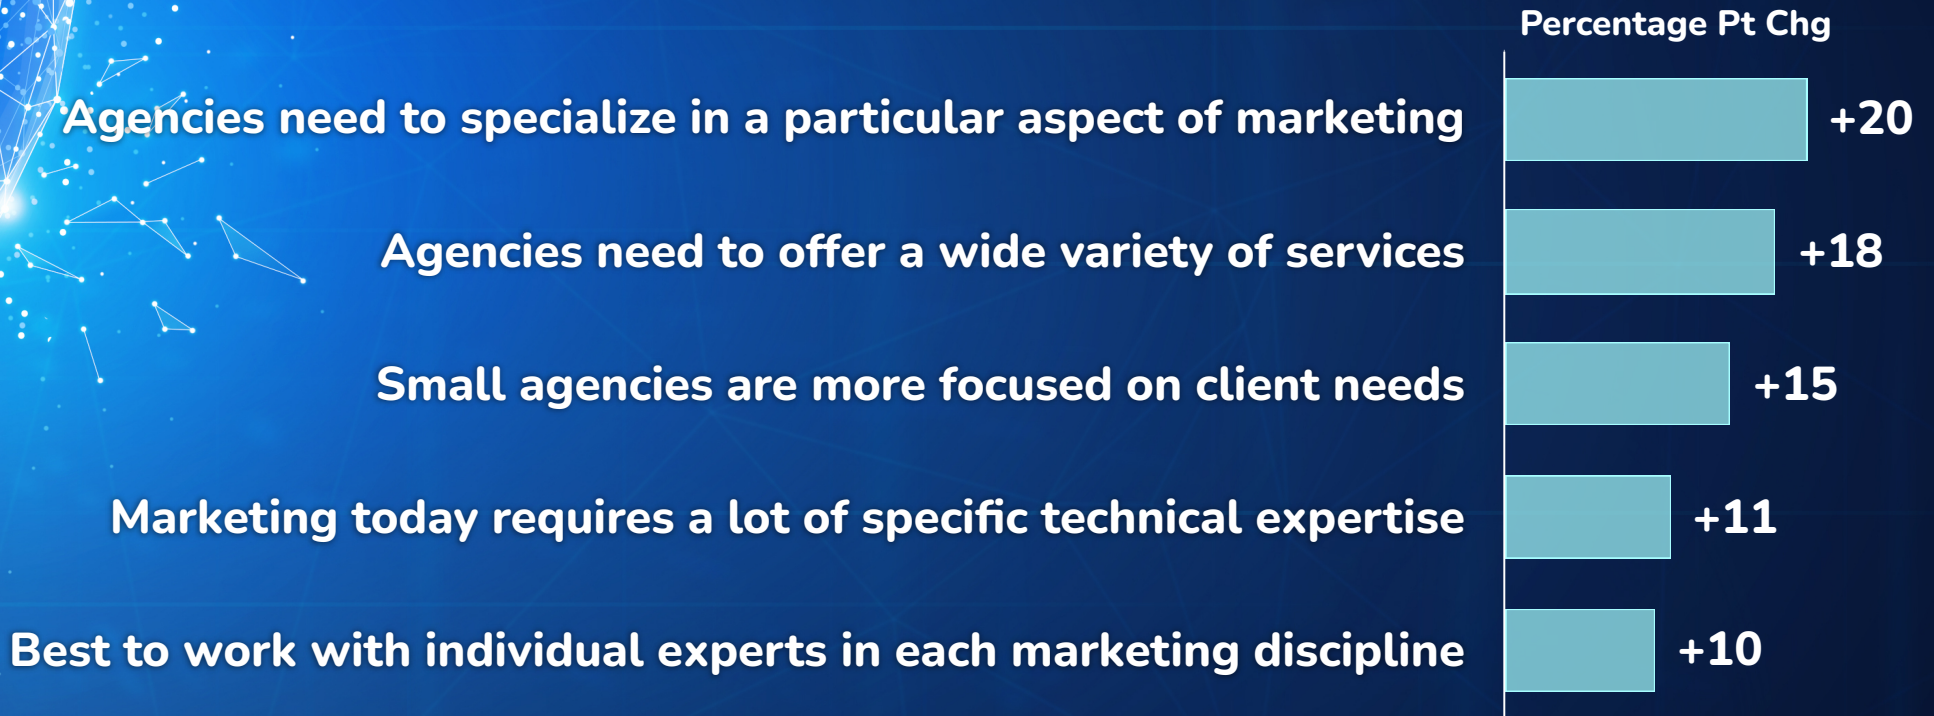 Percentage Pt Chg
Agencies need to specialize in a particular aspect of marketing +20
Agencies need to offer a wide variety of services +18
Small agencies are more focused on client needs +15
Marketing today requires a lot of specific technical expertise +11
Best to work with individual experts in each marketing discipline +10